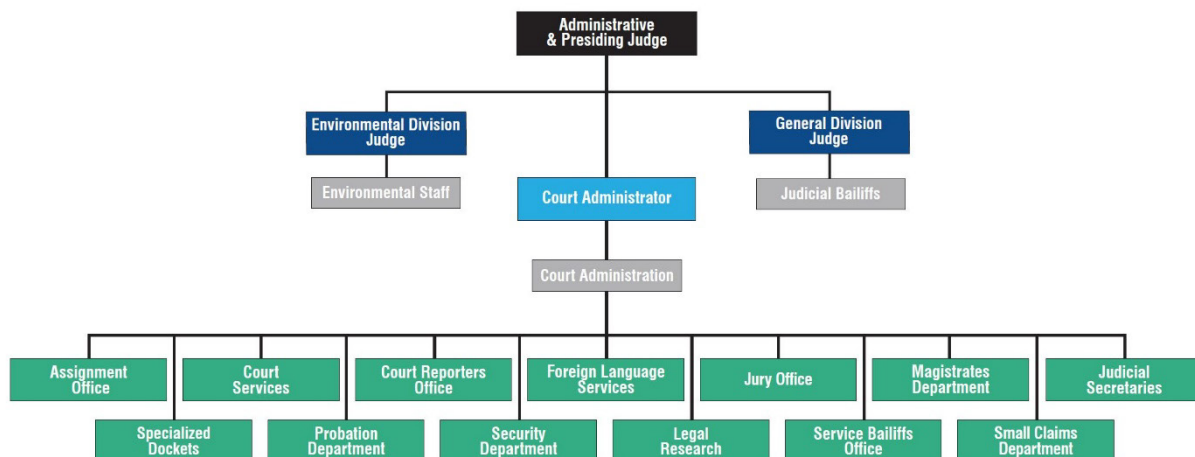 Administrative
& Presiding Judge
Environmental Division
Judge
General Division
Judge
Environmental Staff
Court Administrator
Judicial Bailiffs
Court Administration
Assignment
Office
Court
Services
Court Reporters
Office
Foreign Language
Services
Jury Office
Magistrates
Department
Judicial
Secretaries
Specialized
Dockets
Probation
Department
Security
Department
Legal
Research
Service Bailiffs
Office
Small Claims
Department